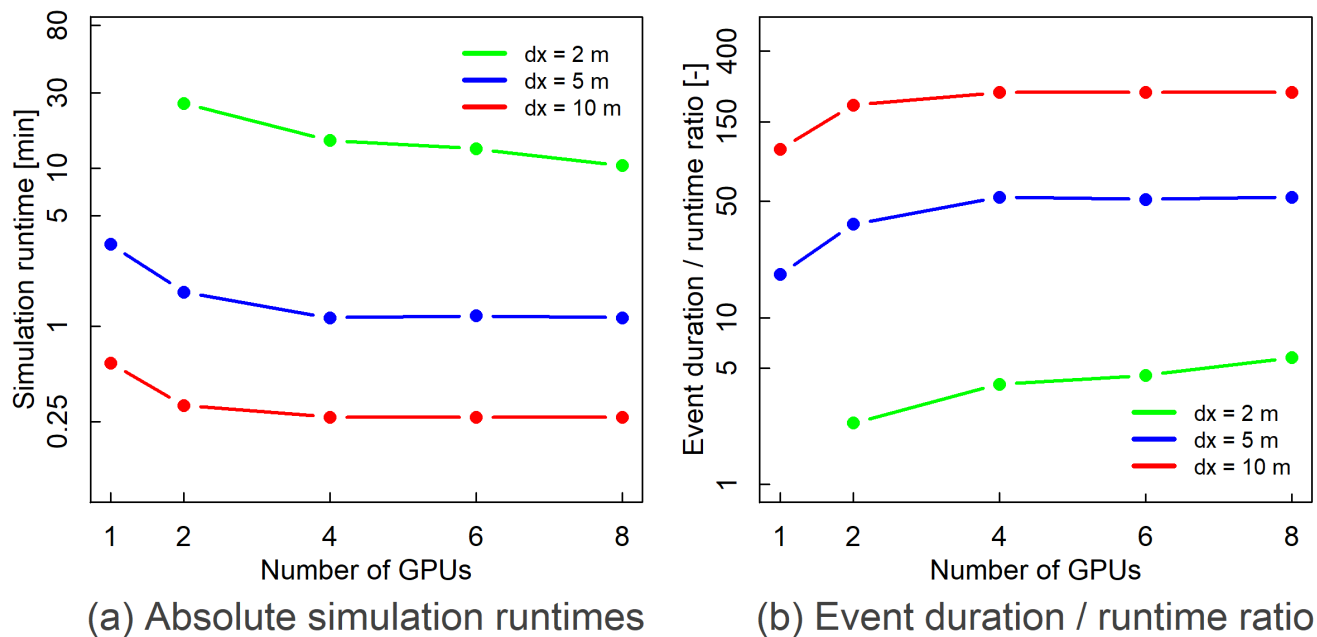 Simulation runtime [min]
80
30
10
5
1
0.25
dx = 2 m
dx = 5 m
dx = 10 m
1 2 4 6 8
Number of GPUs
(a) Absolute simulation runtimes
Event duration / runtime ratio [-]
400
150
50
10
5
1
dx = 2 m
dx = 5 m
dx = 10 m
1 2 4 6 8
Number of GPUs
(b) Event duration / runtime ratio